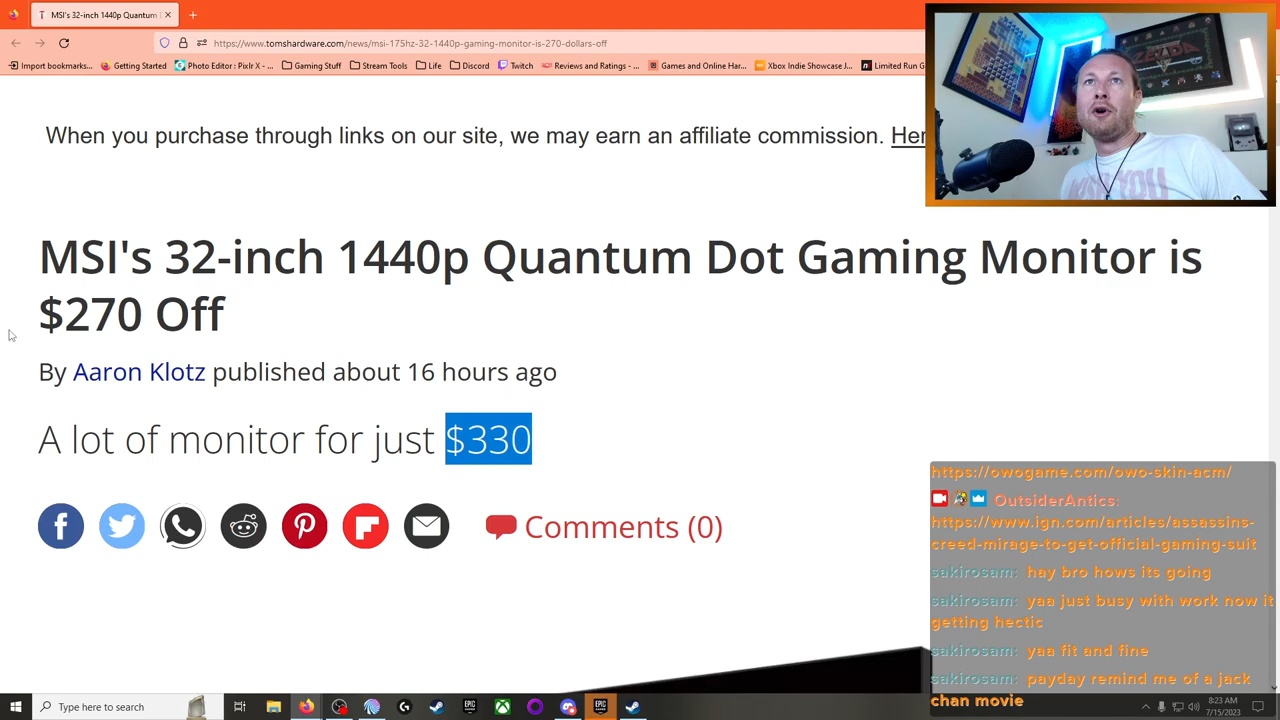 MSI's 32-inch 1440p Quantum
https://www.tomshardware.com/news/msi-175hz-32-1440p-gaming-monitor-is-270-dollars-off
Import bookmarks... Getting Started Photo Editor : Pixlr X - ... Gaming Stuff Stream Tools Life Discord Twitch Reviews and Ratings - ... Games and Online Har... Xbox Indie Showcase J... Limited Run G
When you purchase through links on our site, we may earn an affiliate commission. Her
MSI's 32-inch 1440p Quantum Dot Gaming Monitor is
$270 Off
By Aaron Klotz published about 16 hours ago
A lot of monitor for just $330
Comments (0)
https://owogame.com/owo-skin-acm/
OutsiderAntics:
https://www.ign.com/articles/assassins-
creed-mirage-to-get-official-gaming-suit
sakirosam: hay bro hows its going
sakirosam: yaa just busy with work now it
getting hectic
sakirosam: yaa fit and fine
sakirosam: payday remind me of a jack
chan movie
Type here to search
8:23 AM
7/15/2023